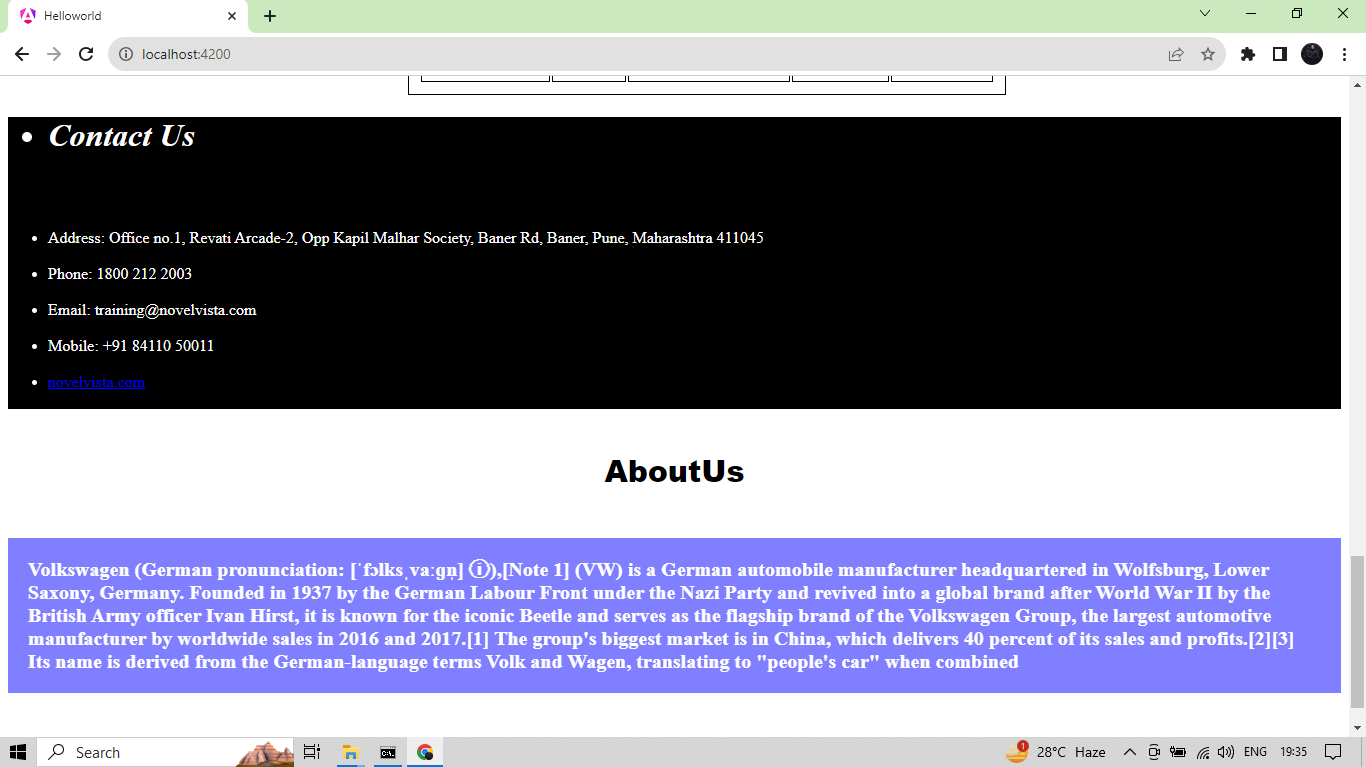 Helloworld
localhost:4200
Contact Us
Address: Office no.1, Revati Arcade-2, Opp Kapil Malhar Society, Baner Rd, Baner, Pune, Maharashtra 411045
Phone: 1800 212 2003
Email: training@novelvista.com
Mobile: +91 84110 50011
novelvista.com
AboutUs
Volkswagen (German pronunciation: [ˈfɔlksˌvaːɡn̩] ⓘ),[Note 1] (VW) is a German automobile manufacturer headquartered in Wolfsburg, Lower
Saxony, Germany. Founded in 1937 by the German Labour Front under the Nazi Party and revived into a global brand after World War II by the
British Army officer Ivan Hirst, it is known for the iconic Beetle and serves as the flagship brand of the Volkswagen Group, the largest automotive
manufacturer by worldwide sales in 2016 and 2017.[1] The group's biggest market is in China, which delivers 40 percent of its sales and profits.[2][3]
Its name is derived from the German-language terms Volk and Wagen, translating to "people's car" when combined
Search
1
28°C Haze
ENG
19:35